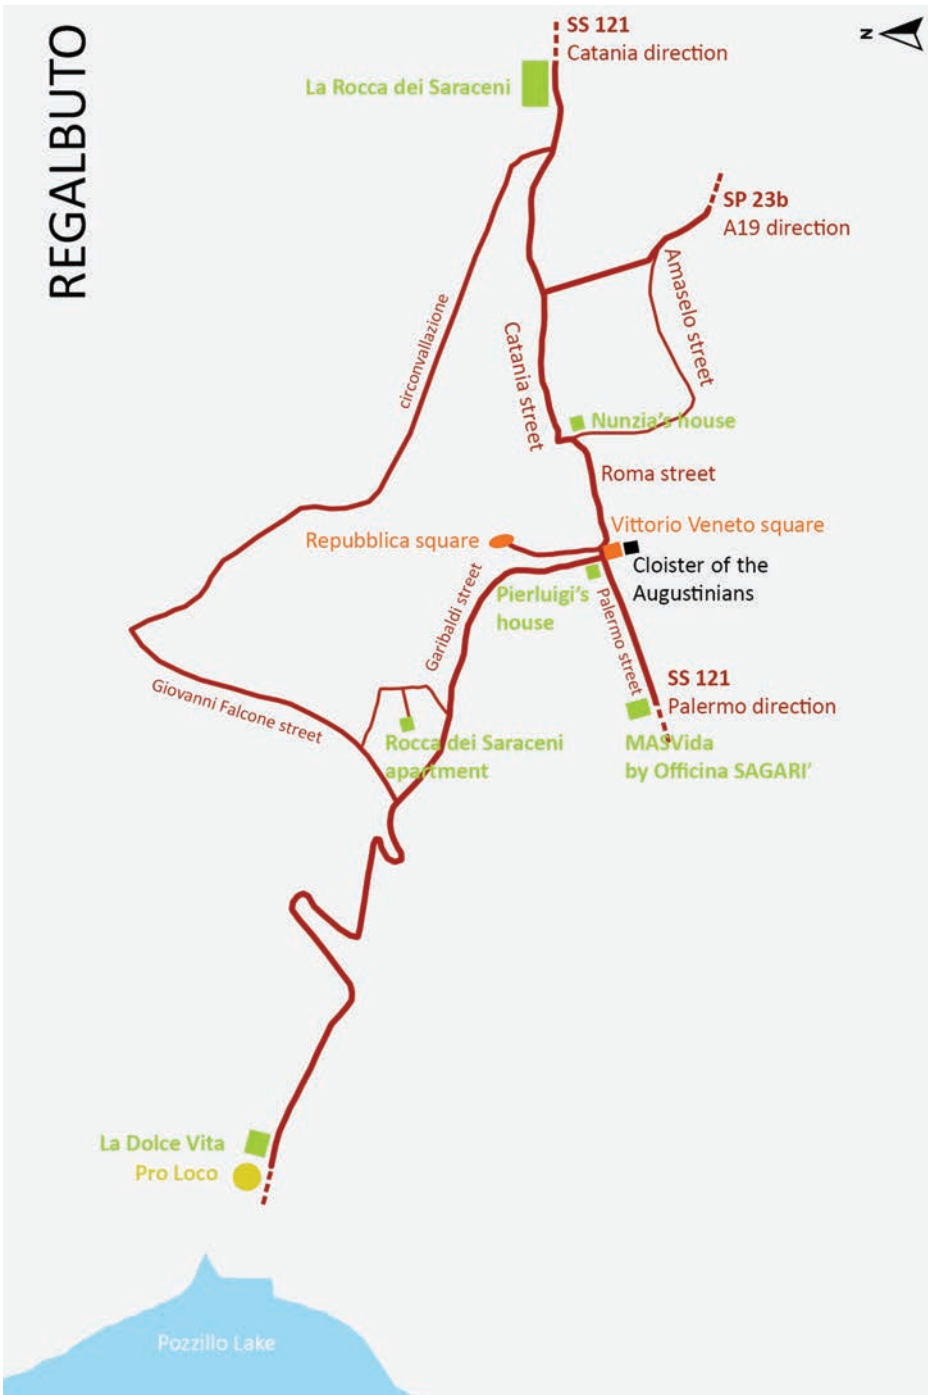 REGALBUTO
SS 121
Catania direction
N
La Rocca dei Saraceni
SP 23b
A19 direction
Amaselo street
circonvallazione
Catania street
Nunzia's house
Roma street
Vittorio Veneto square
Repubblica square
Cloister of the
Augustinians
Garibaldi street
Pierluigi's
house
Palermo street
SS 121
Palermo direction
Giovanni Falcone street
Rocca dei Saraceni
apartment
MASVida
by Officina SAGARI'
La Dolce Vita
Pro Loco
Pozzillo Lake